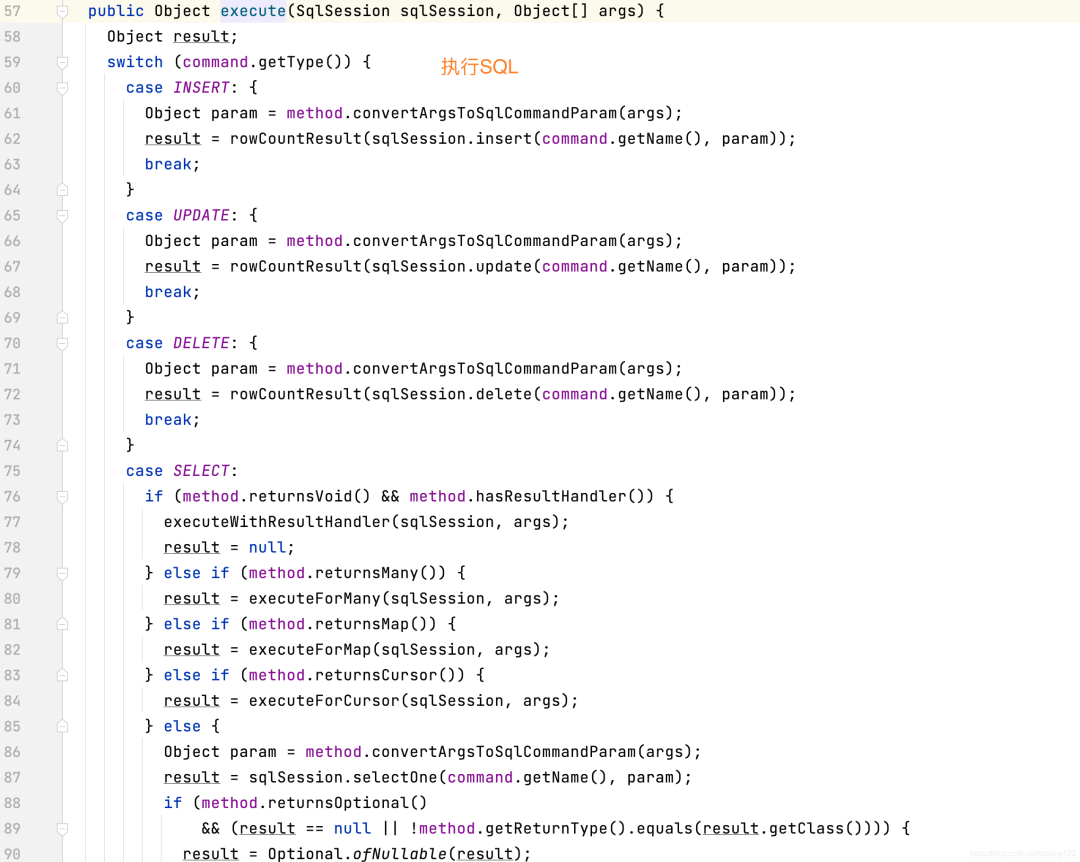 57 public Object execute(SqlSession sqlSession, Object[] args) {
58 Object result;
59 switch (command.getType()) { 执行SQL
60 case INSERT: {
61 Object param = method.convertArgsToSqlCommandParam(args);
62 result = rowCountResult(sqlSession.insert(command.getName(), param));
63 break;
64 }
65 case UPDATE: {
66 Object param = method.convertArgsToSqlCommandParam(args);
67 result = rowCountResult(sqlSession.update(command.getName(), param));
68 break;
69 }
70 case DELETE: {
71 Object param = method.convertArgsToSqlCommandParam(args);
72 result = rowCountResult(sqlSession.delete(command.getName(), param));
73 break;
74 }
75 case SELECT:
76 if (method.returnsVoid() && method.hasResultHandler()) {
77 executeWithResultHandler(sqlSession, args);
78 result = null;
79 } else if (method.returnsMany()) {
80 result = executeForMany(sqlSession, args);
81 } else if (method.returnsMap()) {
82 result = executeForMap(sqlSession, args);
83 } else if (method.returnsCursor()) {
84 result = executeForCursor(sqlSession, args);
85 } else {
86 Object param = method.convertArgsToSqlCommandParam(args);
87 result = sqlSession.selectOne(command.getName(), param);
88 if (method.returnsOptional()
89 && (result == null || !method.getReturnType().equals(result.getClass()))) {
90 result = Optional.ofNullable(result);